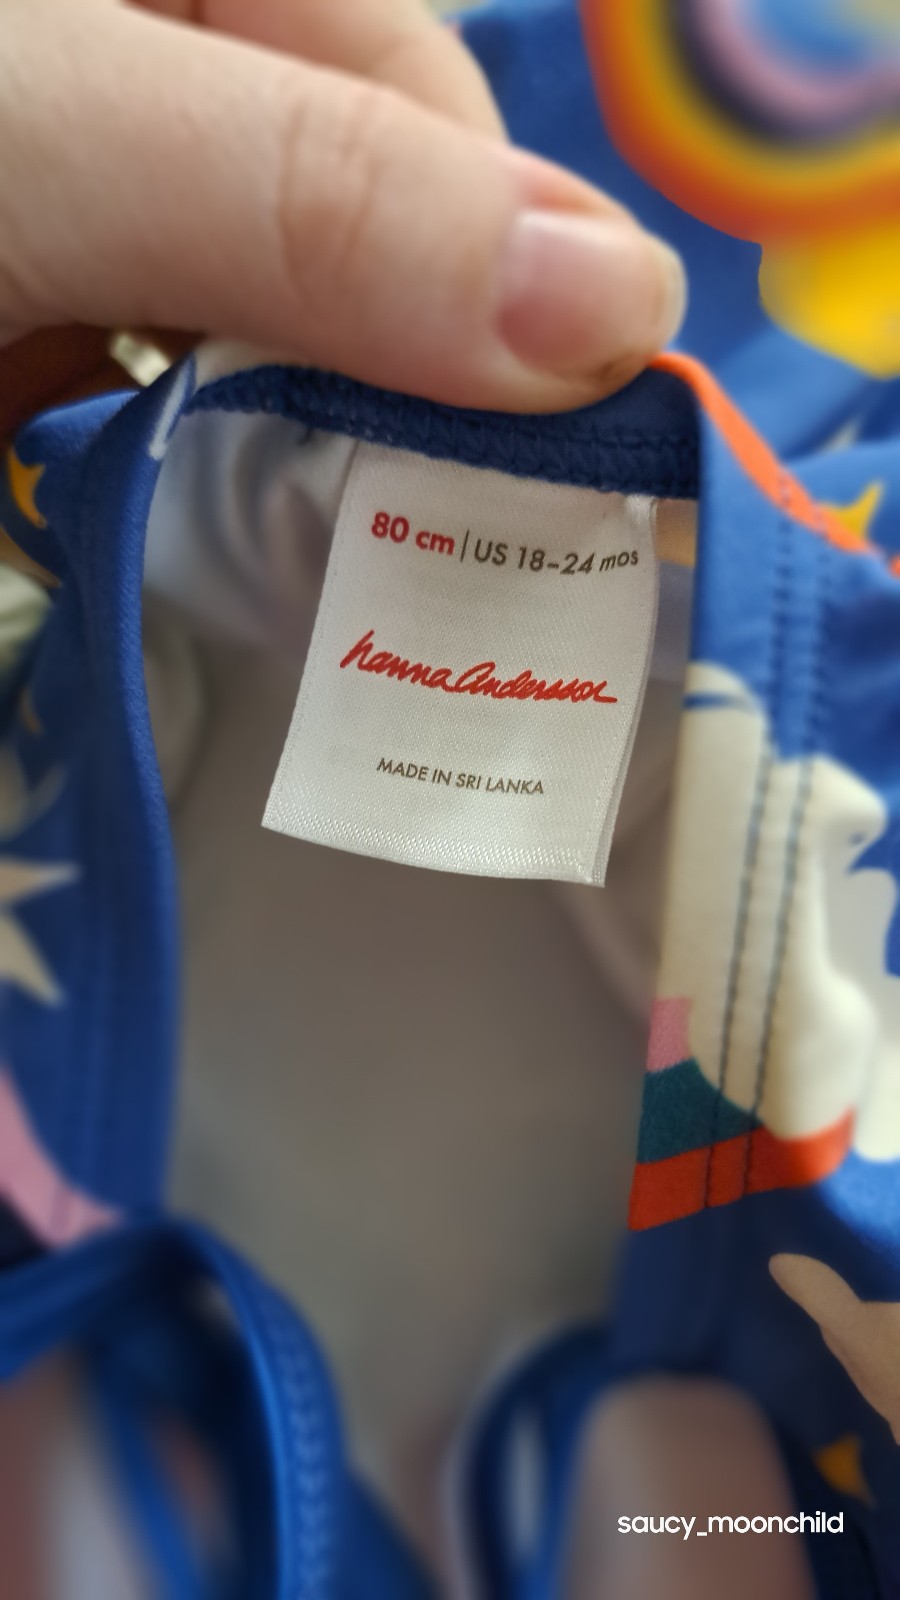 80 cm | US 18-24 mos
hanna Andersson
MADE IN SRI LANKA
saucy_moonchild